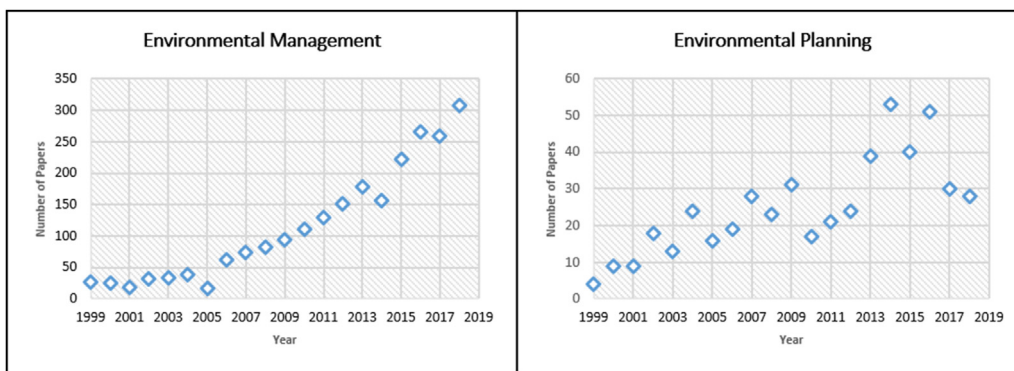 Environmental Management
350
300
250
200
150
100
50
0
Number of Papers
1999 2001 2003 2005 2007 2009 2011 2013 2015 2017 2019
Year
Environmental Planning
60
50
40
30
20
10
0
Number of Papers
1999 2001 2003 2005 2007 2009 2011 2013 2015 2017 2019
Year